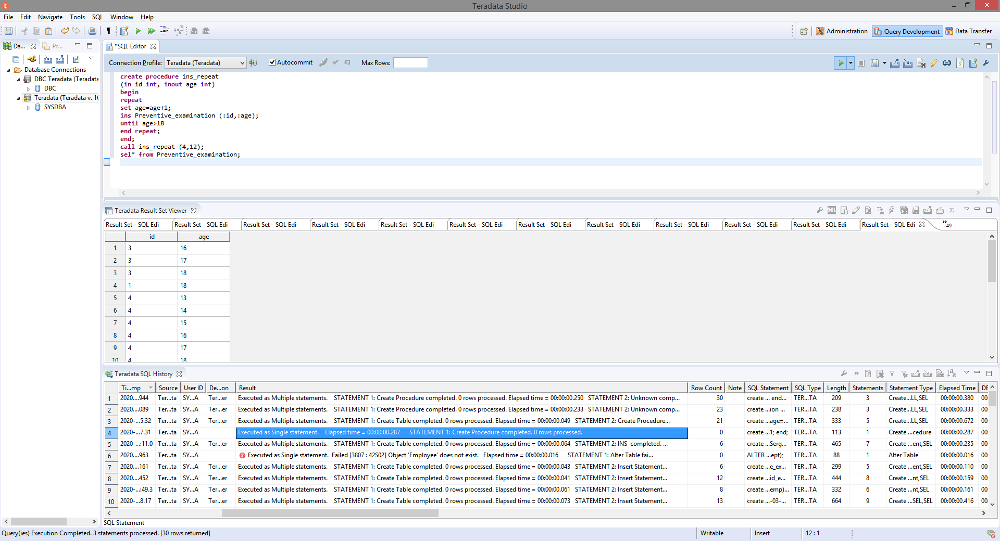 Teradata Studio
File Edit Navigate Tools SQL Window Help
Administration Query Development Data Transfer
Da... Pr...
*SQL Editor
Database Connections
DBC Teradata (Teradata
DBC
Teradata (Teradata v. 16
SYSDBA
Connection Profile: Teradata (Teradata) Autocommit Max Rows:
create procedure ins_repeat
(in id int, inout age int)
begin
repeat
set age=age+1;
ins Preventive_examination (:id,:age);
until age>18
end repeat;
end;
call ins_repeat (4,12);
sel* from Preventive_examination;
Teradata Result Set Viewer
Result Set - SQL Edi Result Set - SQL Edi Result Set - SQL Edi Result Set - SQL Edi Result Set - SQL Edi Result Set - SQL Edi Result Set - SQL Edi Result Set - SQL Edi Result Set - SQL Edi Result Set - SQL Edi Result Set - SQL Edi Result Set - SQL Edi »49
id age
1 3 16
2 3 17
3 3 18
4 1 18
5 4 13
6 4 14
7 4 15
8 4 16
9 4 17
10 4 18
Teradata SQL History
Ti...mp Source User ID De...on Result Row Count Note SQL Statement SQL Type Length Statements Statement Type Elapsed Time DE
1 2020....944 Ter...ta SY...A Ter...er Executed as Multiple statements. STATEMENT 1: Create Procedure completed. 0 rows processed. Elapsed time = 00:00:00.250 STATEMENT 2: Unknown comp... 30 create ... end... TER...TA 209 3 Create...LL,SEL 00:00:00.380 00:
2 2020....089 Ter...ta SY...A Ter...er Executed as Multiple statements. STATEMENT 1: Create Procedure completed. 0 rows processed. Elapsed time = 00:00:00.233 STATEMENT 2: Unknown comp... 23 create ...ion ... TER...TA 238 3 Create...LL,SEL 00:00:00.333 00:
3 2020-...5.32 Ter...ta SY...A Ter...er Executed as Multiple statements. STATEMENT 1: Create Table completed. 0 rows processed. Elapsed time = 00:00:00.049 STATEMENT 2: Create Procedure... 21 create ...age=... TER...TA 333 5 Create...LL,SEL 00:00:00.672 00:
4 2020-...7.31 Ter...ta SY...A Executed as Single statement. Elapsed time = 00:00:00.287 STATEMENT 1: Create Procedure completed. 0 rows processed. 0 create ...1; end; TER...TA 113 1 Create ...cedure 00:00:00.287 00:
5 2020-...:11.0 Ter...ta SY...A Ter...er Executed as Multiple statements. STATEMENT 1: Create Table completed. 0 rows processed. Elapsed time = 00:00:00.064 STATEMENT 2: INS completed. ... 6 create ...Serg... TER...TA 465 7 Create ...ent,SEL 00:00:00.235 00:
6 2020....963 Ter...ta SY...A Executed as Single statement. Failed [3807 : 42S02] Object 'Employee' does not exist. Elapsed time = 00:00:00.016 STATEMENT 1: Alter Table fai... 0 ALTER ...ept); TER...TA 88 1 Alter Table 00:00:00.016 00:
7 2020....161 Ter...ta SY...A Ter...er Executed as Multiple statements. STATEMENT 1: Create Table completed. 0 rows processed. Elapsed time = 00:00:00.043 STATEMENT 2: Insert Statement... 6 create ...e_ex... TER...TA 299 5 Create ...ent,SEL 00:00:00.110 00:
8 2020....452 Ter...ta SY...A Ter...er Executed as Multiple statements. STATEMENT 1: Create Table completed. 0 rows processed. Elapsed time = 00:00:00.041 STATEMENT 2: Insert Statement... 12 create ...id_e... TER...TA 444 8 Create ...nt,SEL 00:00:00.159 00:
9 2020-...:49.3 Ter...ta SY...A Ter...er Executed as Multiple statements. STATEMENT 1: Create Table completed. 0 rows processed. Elapsed time = 00:00:00.061 STATEMENT 2: Insert Statement... 8 create ...emp)... TER...TA 332 6 Create ...nt,SEL 00:00:00.161 00:
10 2020-...8.17 Ter...ta SY...A Ter...er Executed as Multiple statements. STATEMENT 1: Create Table completed. 0 rows processed. Elapsed time = 00:00:00.073 STATEMENT 2: Insert Statement... 13 create ...-03-... TER...TA 664 9 Create ...SEL,SEL 00:00:00.416 00:
SQL Statement
Query(ies) Execution Completed. 3 statements processed. [30 rows returned] Writable Insert 12 : 1